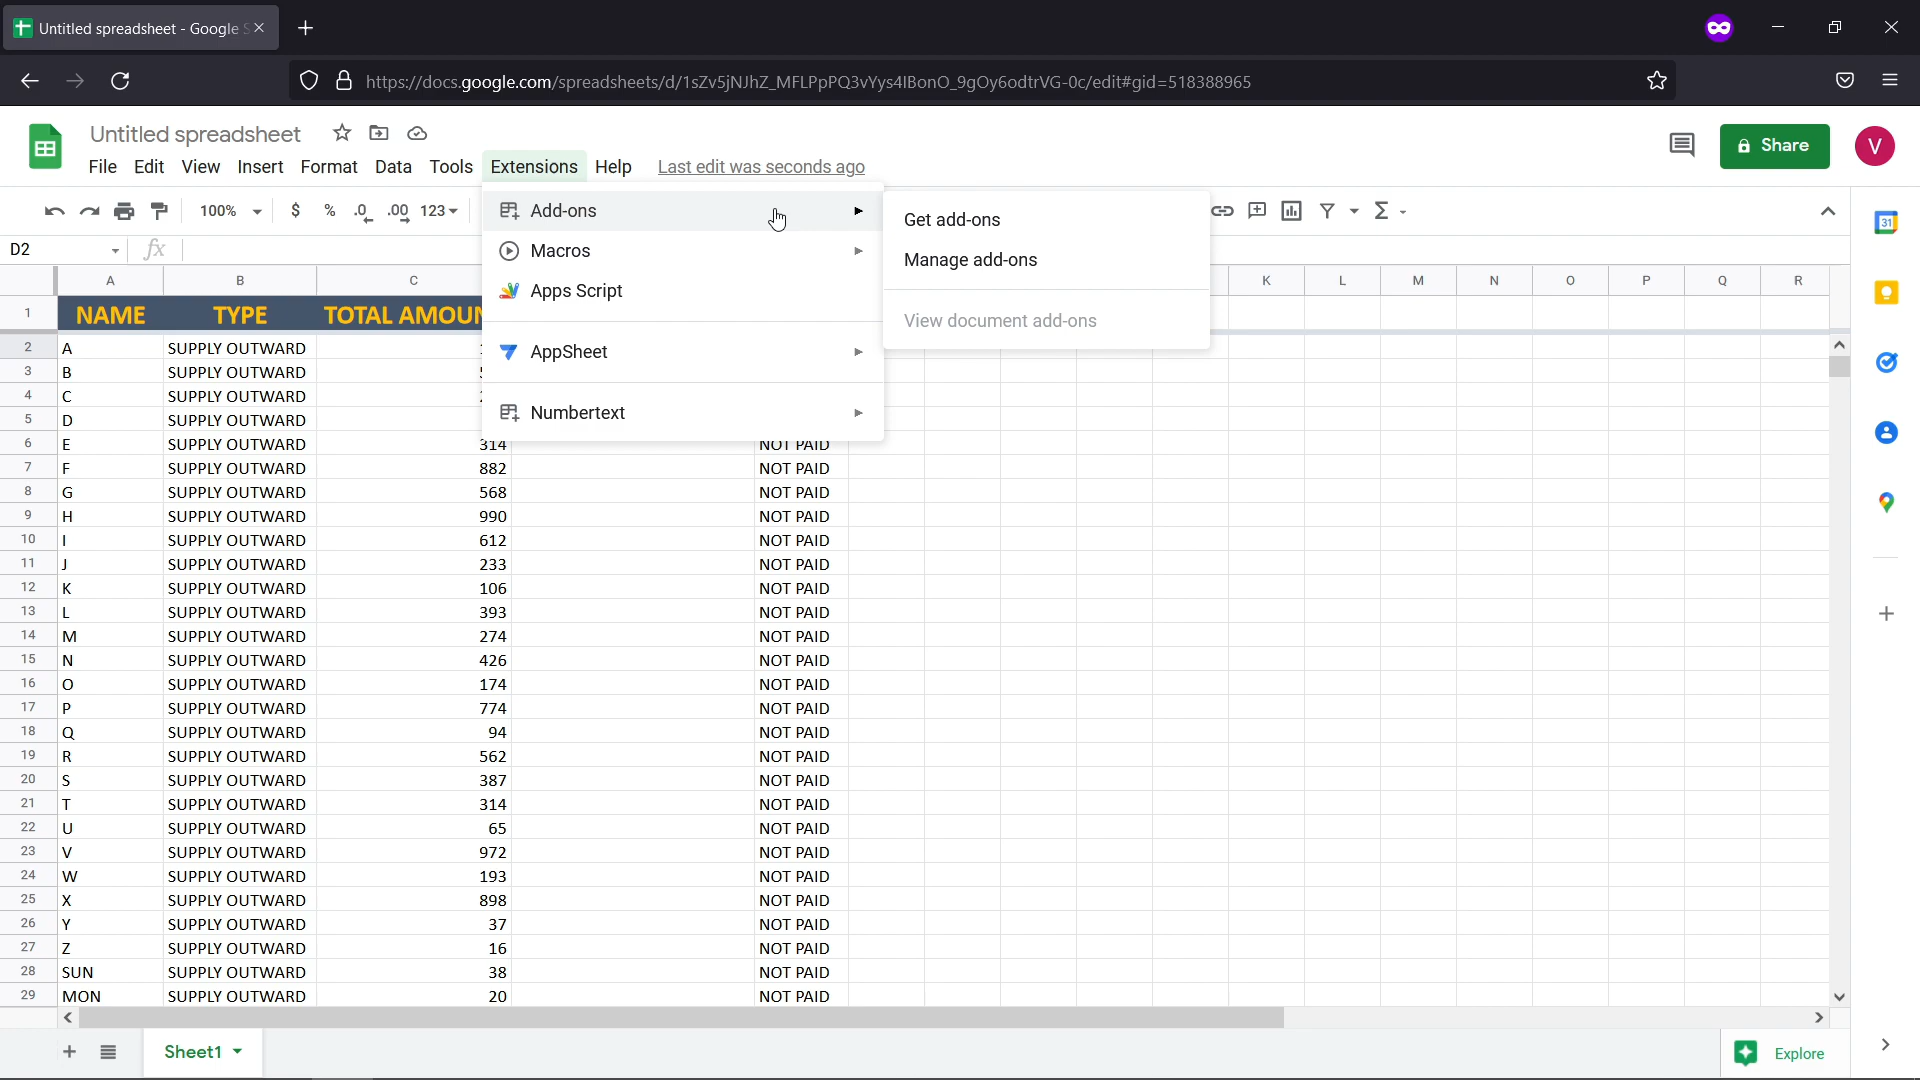 Untitled spreadsheet - Google S
https://docs.google.com/spreadsheets/d/1sZv5jNJhZ_MFLPpPQ3vYys4IBonO_9gOy6odtrVG-0c/edit#gid=518388965
Untitled spreadsheet
File Edit View Insert Format Data Tools Extensions Help Last edit was seconds ago
Share
V
100% $ % .0 .00 123
Add-ons
Macros
Apps Script
AppSheet
Numbertext
Get add-ons
Manage add-ons
View document add-ons
31
D2 fx
A B C K L M N O P Q R
1 NAME TYPE TOTAL AMOUN
2 A SUPPLY OUTWARD
3 B SUPPLY OUTWARD
4 C SUPPLY OUTWARD
5 D SUPPLY OUTWARD
6 E SUPPLY OUTWARD 314 NOT PAID
7 F SUPPLY OUTWARD 882 NOT PAID
8 G SUPPLY OUTWARD 568 NOT PAID
9 H SUPPLY OUTWARD 990 NOT PAID
10 I SUPPLY OUTWARD 612 NOT PAID
11 J SUPPLY OUTWARD 233 NOT PAID
12 K SUPPLY OUTWARD 106 NOT PAID
13 L SUPPLY OUTWARD 393 NOT PAID
14 M SUPPLY OUTWARD 274 NOT PAID
15 N SUPPLY OUTWARD 426 NOT PAID
16 O SUPPLY OUTWARD 174 NOT PAID
17 P SUPPLY OUTWARD 774 NOT PAID
18 Q SUPPLY OUTWARD 94 NOT PAID
19 R SUPPLY OUTWARD 562 NOT PAID
20 S SUPPLY OUTWARD 387 NOT PAID
21 T SUPPLY OUTWARD 314 NOT PAID
22 U SUPPLY OUTWARD 65 NOT PAID
23 V SUPPLY OUTWARD 972 NOT PAID
24 W SUPPLY OUTWARD 193 NOT PAID
25 X SUPPLY OUTWARD 898 NOT PAID
26 Y SUPPLY OUTWARD 37 NOT PAID
27 Z SUPPLY OUTWARD 16 NOT PAID
28 SUN SUPPLY OUTWARD 38 NOT PAID
29 MON SUPPLY OUTWARD 20 NOT PAID
Sheet1
Explore